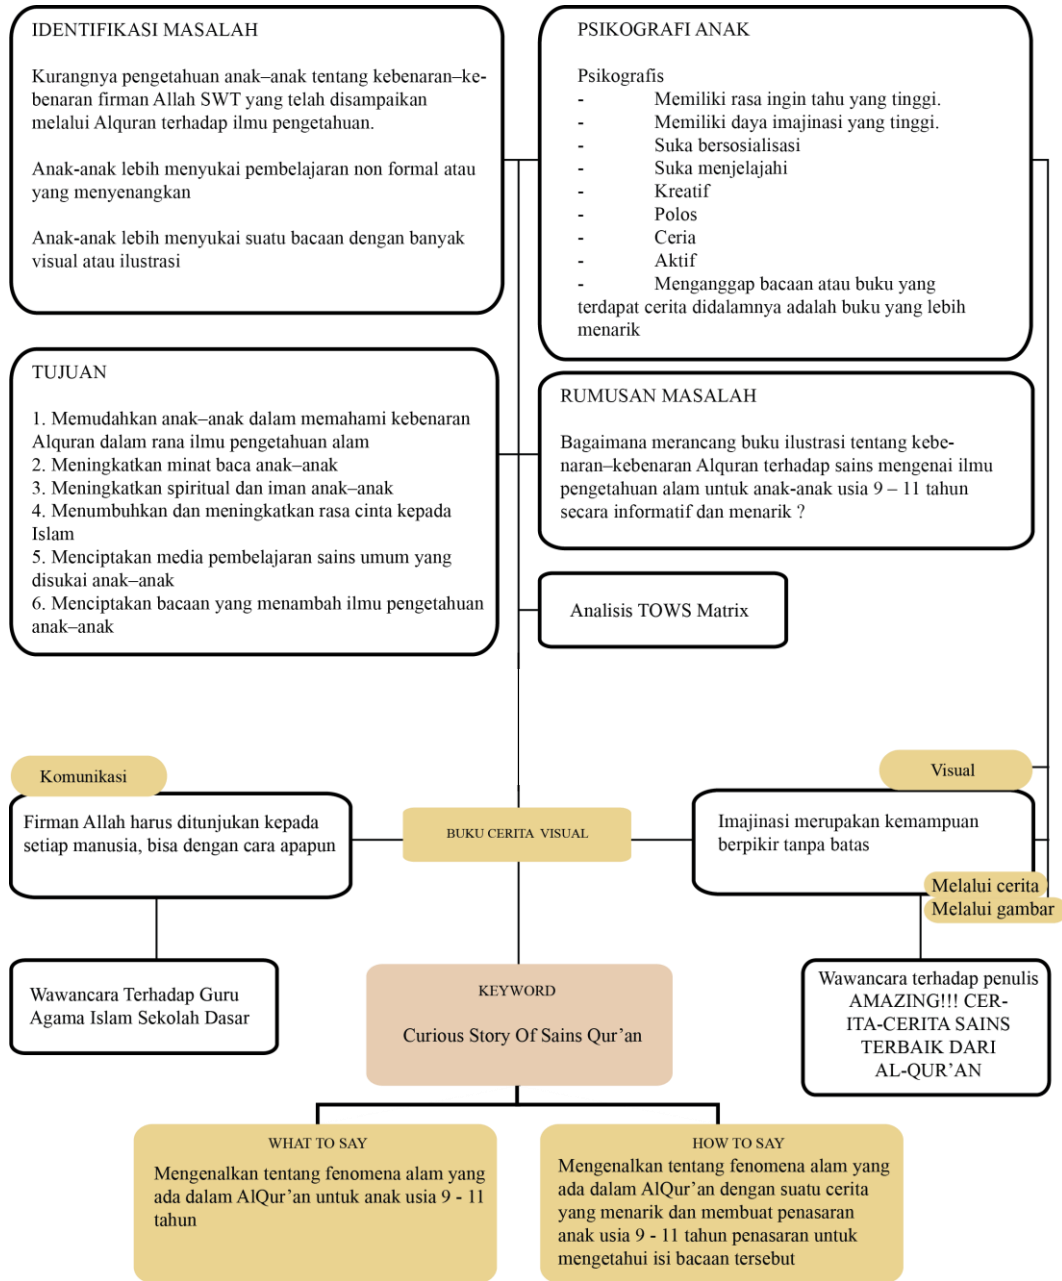 IDENTIFIKASI MASALAH
Kurangnya pengetahuan anak–anak tentang kebenaran–ke-
benaran firman Allah SWT yang telah disampaikan
melalui Alquran terhadap ilmu pengetahuan.
Anak-anak lebih menyukai pembelajaran non formal atau
yang menyenangkan
Anak-anak lebih menyukai suatu bacaan dengan banyak
visual atau ilustrasi
PSIKOGRAFI ANAK
Psikografis
- Memiliki rasa ingin tahu yang tinggi.
- Memiliki daya imajinasi yang tinggi.
- Suka bersosialisasi
- Suka menjelajahi
- Kreatif
- Polos
- Ceria
- Aktif
- Menganggap bacaan atau buku yang
terdapat cerita didalamnya adalah buku yang lebih
menarik
TUJUAN
1. Memudahkan anak–anak dalam memahami kebenaran
Alquran dalam rana ilmu pengetahuan alam
2. Meningkatkan minat baca anak–anak
3. Meningkatkan spiritual dan iman anak–anak
4. Menumbuhkan dan meningkatkan rasa cinta kepada
Islam
5. Menciptakan media pembelajaran sains umum yang
disukai anak–anak
6. Menciptakan bacaan yang menambah ilmu pengetahuan
anak–anak
RUMUSAN MASALAH
Bagaimana merancang buku ilustrasi tentang kebe-
naran–kebenaran Alquran terhadap sains mengenai ilmu
pengetahuan alam untuk anak-anak usia 9 – 11 tahun
secara informatif dan menarik ?
Analisis TOWS Matrix
Komunikasi
Firman Allah harus ditunjukan kepada
setiap manusia, bisa dengan cara apapun
BUKU CERITA VISUAL
Visual
Imajinasi merupakan kemampuan
berpikir tanpa batas
Melalui cerita
Melalui gambar
Wawancara Terhadap Guru
Agama Islam Sekolah Dasar
KEYWORD
Curious Story Of Sains Qur’an
Wawancara terhadap penulis
AMAZING!!! CER-
ITA-CERITA SAINS
TERBAIK DARI
AL-QUR’AN
WHAT TO SAY
Mengenalkan tentang fenomena alam yang
ada dalam AlQur’an untuk anak usia 9 - 11
tahun
HOW TO SAY
Mengenalkan tentang fenomena alam yang
ada dalam AlQur’an dengan suatu cerita
yang menarik dan membuat penasaran
anak usia 9 - 11 tahun penasaran untuk
mengetahui isi bacaan tersebut